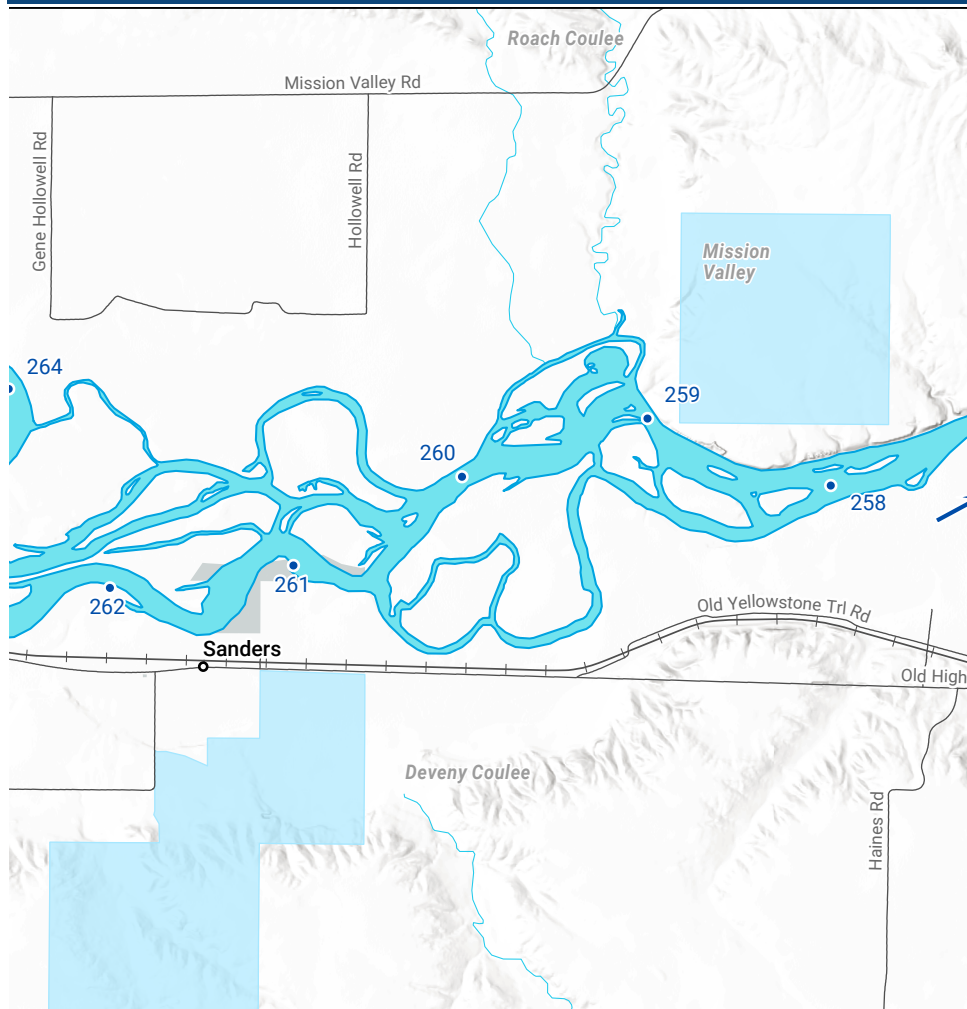 Roach Coulee
Mission Valley Rd
Gene Hollowell Rd
Hollowell Rd
Mission
Valley
264
259
260
258
261
262
Old Yellowstone Trl Rd
Sanders
Old High
Deveny Coulee
Haines Rd